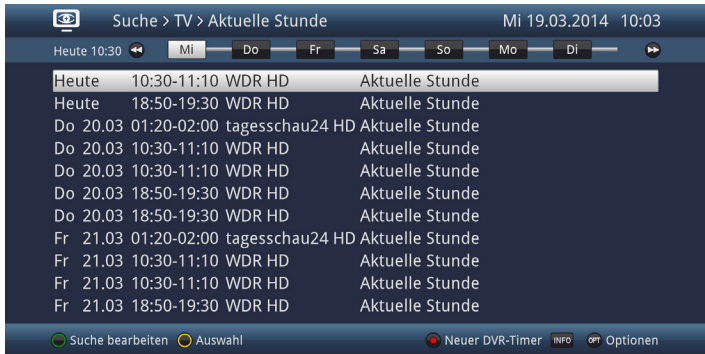 Suche > TV > Aktuelle Stunde Mi 19.03.2014 10:03
Heute 10:30 Mi Do Fr Sa So Mo Di
Heute 10:30-11:10 WDR HD Aktuelle Stunde
Heute 18:50-19:30 WDR HD Aktuelle Stunde
Do 20.03 01:20-02:00 tagesschau24 HD Aktuelle Stunde
Do 20.03 10:30-11:10 WDR HD Aktuelle Stunde
Do 20.03 10:30-11:10 WDR HD Aktuelle Stunde
Do 20.03 18:50-19:30 WDR HD Aktuelle Stunde
Do 20.03 18:50-19:30 WDR HD Aktuelle Stunde
Fr 21.03 01:20-02:00 tagesschau24 HD Aktuelle Stunde
Fr 21.03 10:30-11:10 WDR HD Aktuelle Stunde
Fr 21.03 10:30-11:10 WDR HD Aktuelle Stunde
Fr 21.03 18:50-19:30 WDR HD Aktuelle Stunde
Suche bearbeiten Auswahl Neuer DVR-Timer INFO OPT Optionen